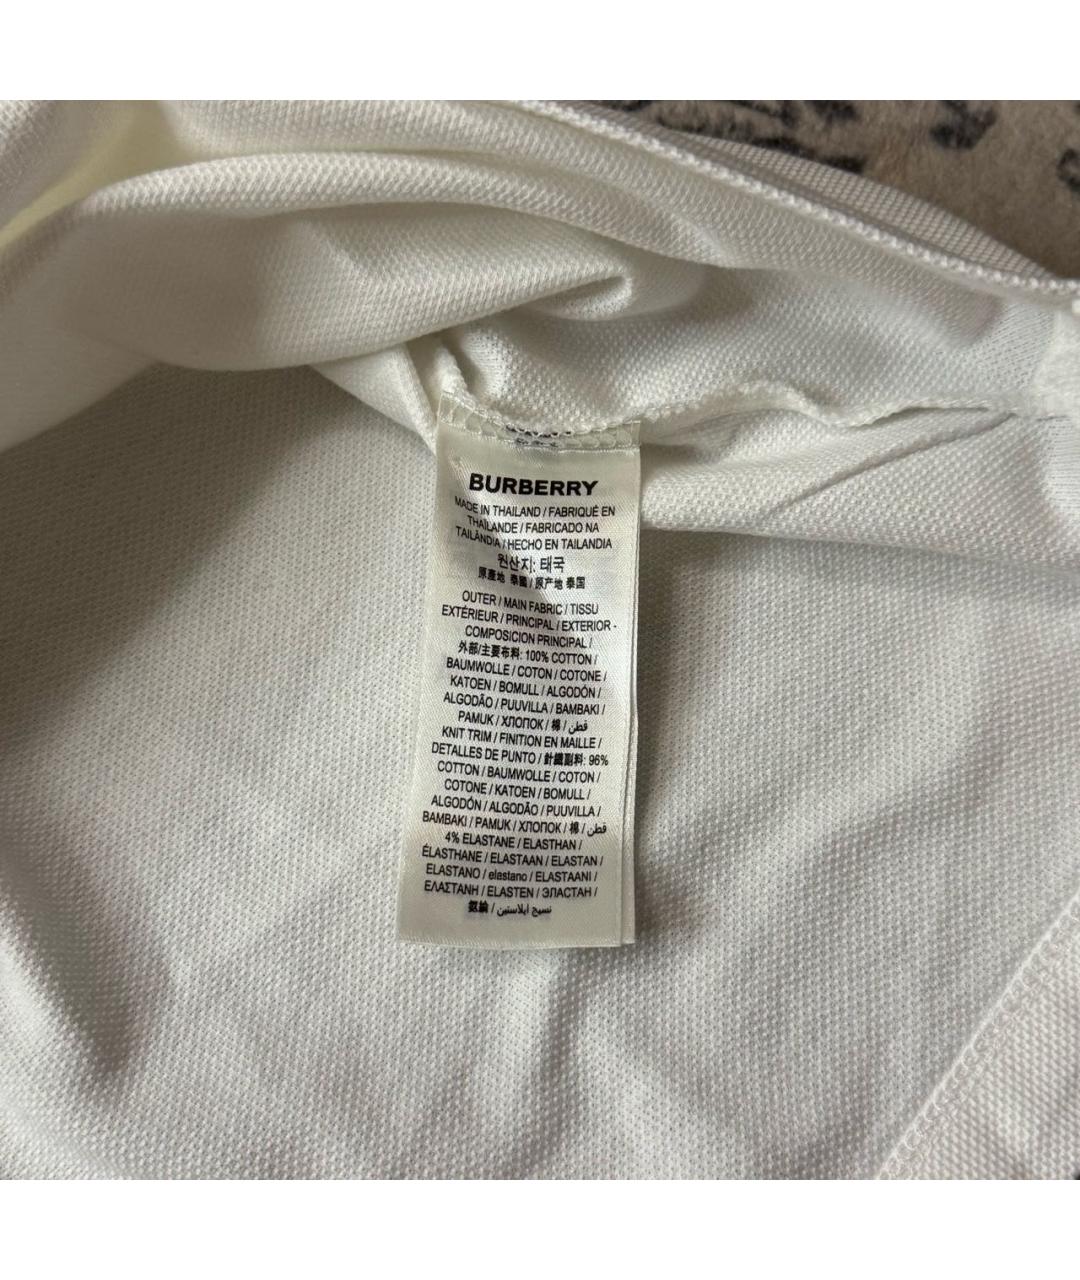 BURBERRY
MADE IN THAILAND / FABRIQUÉ EN
THAÏLANDE / FABRICADO NA
TAILÂNDIA / HECHO EN TAILANDIA
원산지: 태국
原產地 泰國 / 原产地 泰国
OUTER / MAIN FABRIC / TISSU
EXTÉRIEUR / PRINCIPAL / EXTERIOR -
COMPOSICION PRINCIPAL /
外部/主要布料: 100% COTTON /
BAUMWOLLE / COTON / COTONE /
KATOEN / BOMULL / ALGODÓN /
ALGODÃO / PUUVILLA / BAMBAKI /
PAMUK / ХЛОПОК / 棉 / قطن
KNIT TRIM / FINITION EN MAILLE /
DETALLES DE PUNTO / 針織副料: 96%
COTTON / BAUMWOLLE / COTON /
COTONE / KATOEN / BOMULL /
ALGODÓN / ALGODÃO / PUUVILLA /
BAMBAKI / PAMUK / ХЛОПОК / 棉 / قطن
4% ELASTANE / ELASTHAN /
ÉLASTHANE / ELASTAAN / ELASTAN /
ELASTANO / elastano / ELASTAANI /
ΕΛΑΣΤΑΝΗ / ELASTEN / ЭЛАСТАН /
氨綸 / نسيج ايلاستين